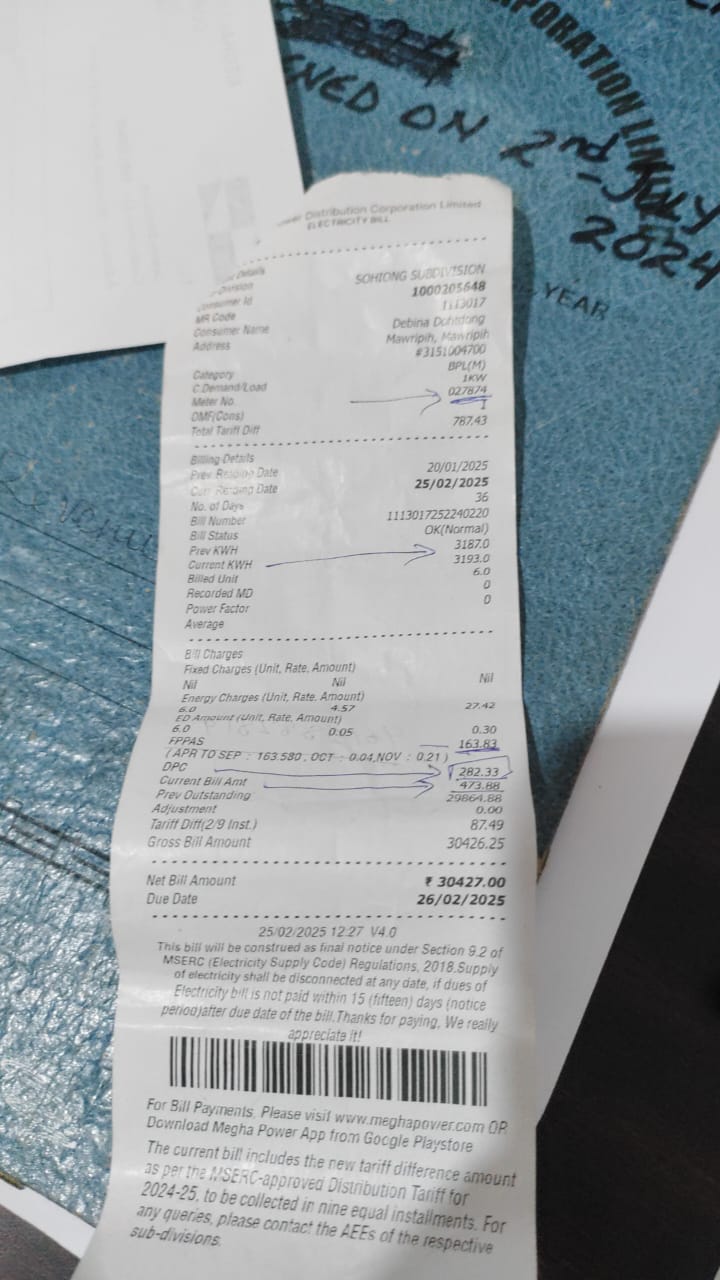 PORATION LIMI
NED ON 2nd JULY
2024
YEAR
Distribution Corporation Limited
ELECTRICITY BILL
Details
Division SOHIONG SUBDIVISION
Consumer Id 1000205648
MR Code 1113017
Consumer Name Debina Dohtdong
Address Mawripih, Mawripih
#3151004700
Category BPL(M)
C.Demand/Load 1KW
Meter No. 027874
OMF(Cons) 1
Total Tariff Diff 787.43
Billing Details
Prev Reading Date 20/01/2025
Curr Reading Date 25/02/2025
No. of Days 36
Bill Number 1113017252240220
Bill Status OK(Normal)
Prev KWH 3187.0
Current KWH 3193.0
Billed Unit 6.0
Recorded MD 0
Power Factor 0
Average
Bill Charges
Fixed Charges (Unit, Rate, Amount)
Nil Nil Nil
Energy Charges (Unit, Rate, Amount)
6.0 4.57 27.42
ED Amount (Unit, Rate, Amount)
6.0 0.05 0.30
FPPAS 163.83
( APR TO SEP : 163.580 , OCT : 0.04,NOV : 0.21 )
DPC 282.33
Current Bill Amt 473.88
Prev Outstanding 29864.88
Adjustment 0.00
Tariff Diff(2/9 Inst.) 87.49
Gross Bill Amount 30426.25
Net Bill Amount ₹ 30427.00
Due Date 26/02/2025
25/02/2025 12:27 V4.0
This bill will be construed as final notice under Section 9.2 of
MSERC (Electricity Supply Code) Regulations, 2018.Supply
of electricity shall be disconnected at any date, if dues of
Electricity bill is not paid within 15 (fifteen) days (notice
period)after due date of the bill.Thanks for paying, We really
appreciate it!
For Bill Payments, Please visit www.meghapower.com OR
Download Megha Power App from Google Playstore
The current bill includes the new tariff difference amount
as per the MSERC-approved Distribution Tariff for
2024-25, to be collected in nine equal installments. For
any queries, please contact the AEEs of the respective
sub-divisions.